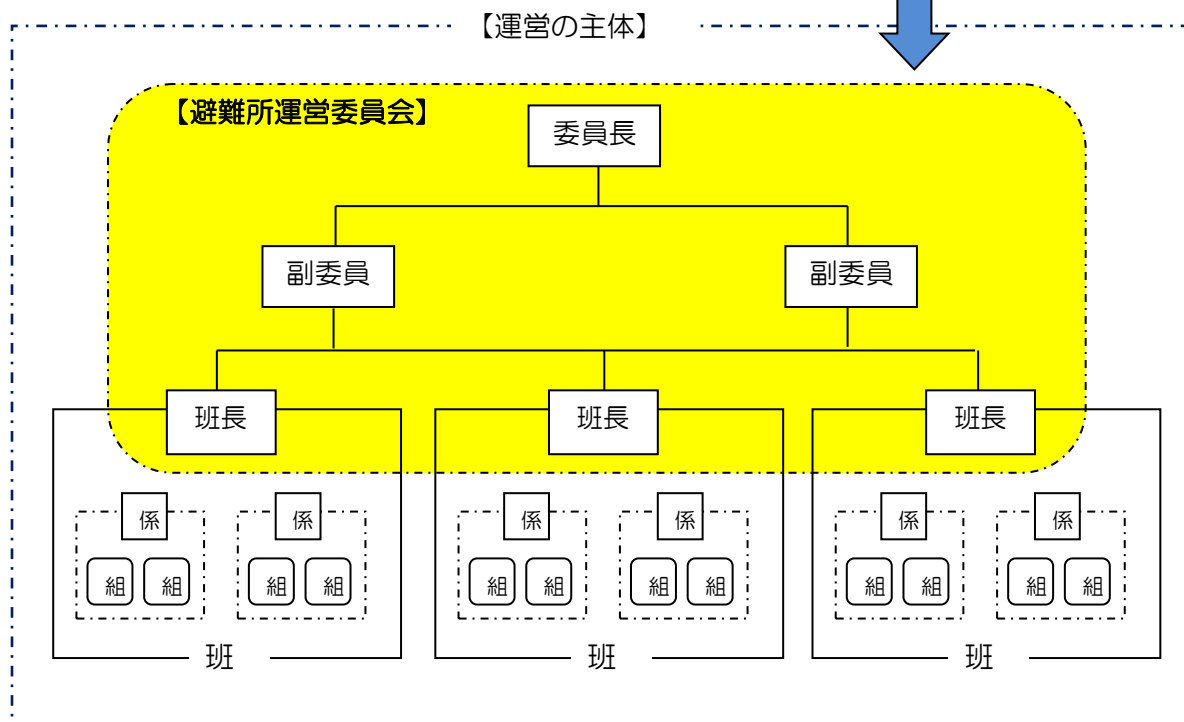 【運営の主体】
【避難所運営委員会】
委員長
副委員 副委員
班長 班長 班長
係 係 係 係 係 係
組 組 組 組 組 組 組 組 組 組 組 組
班 班 班